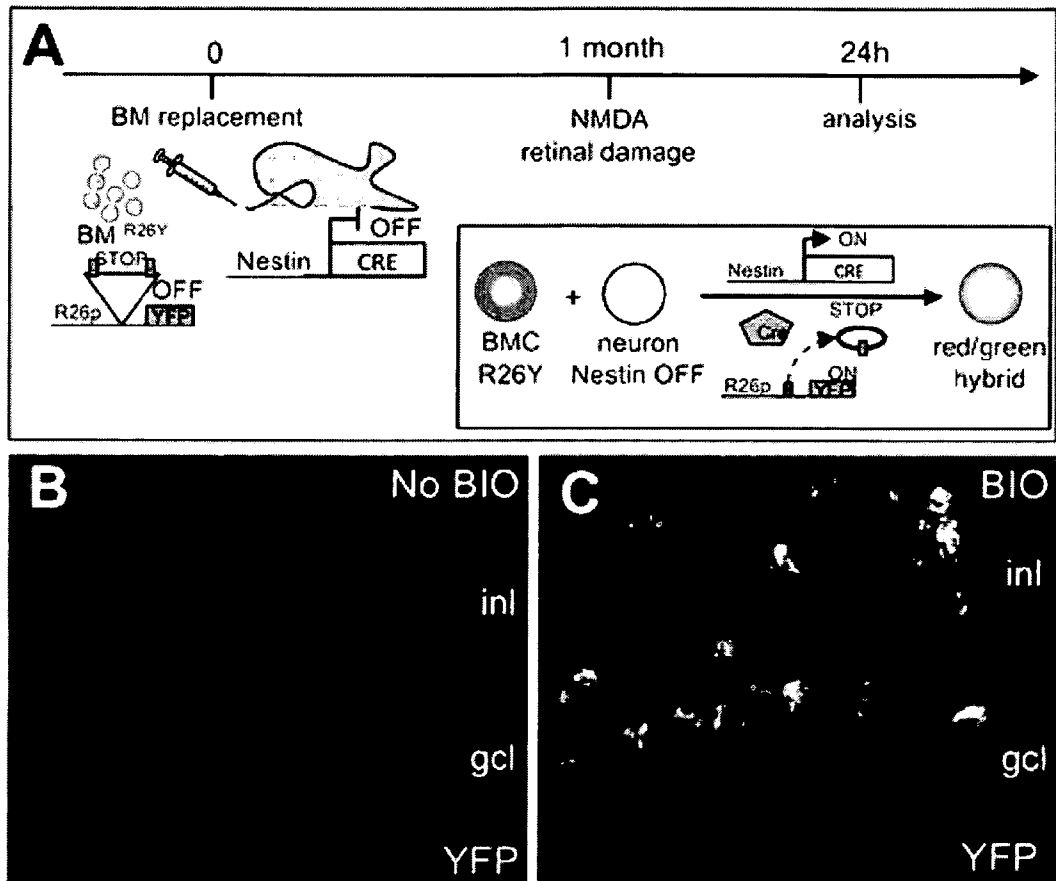 A
0
1 month
24h
BM replacement
NMDA
retinal damage
analysis
BM R26Y
STOP
OFF
R26p
YFP
OFF
Nestin
CRE
BMC
R26Y
+
neuron
Nestin OFF
ON
Nestin
CRE
Cre
STOP
R26p
ON
YFP
red/green
hybrid
B
No BIO
inl
gcl
YFP
C
BIO
inl
gcl
YFP